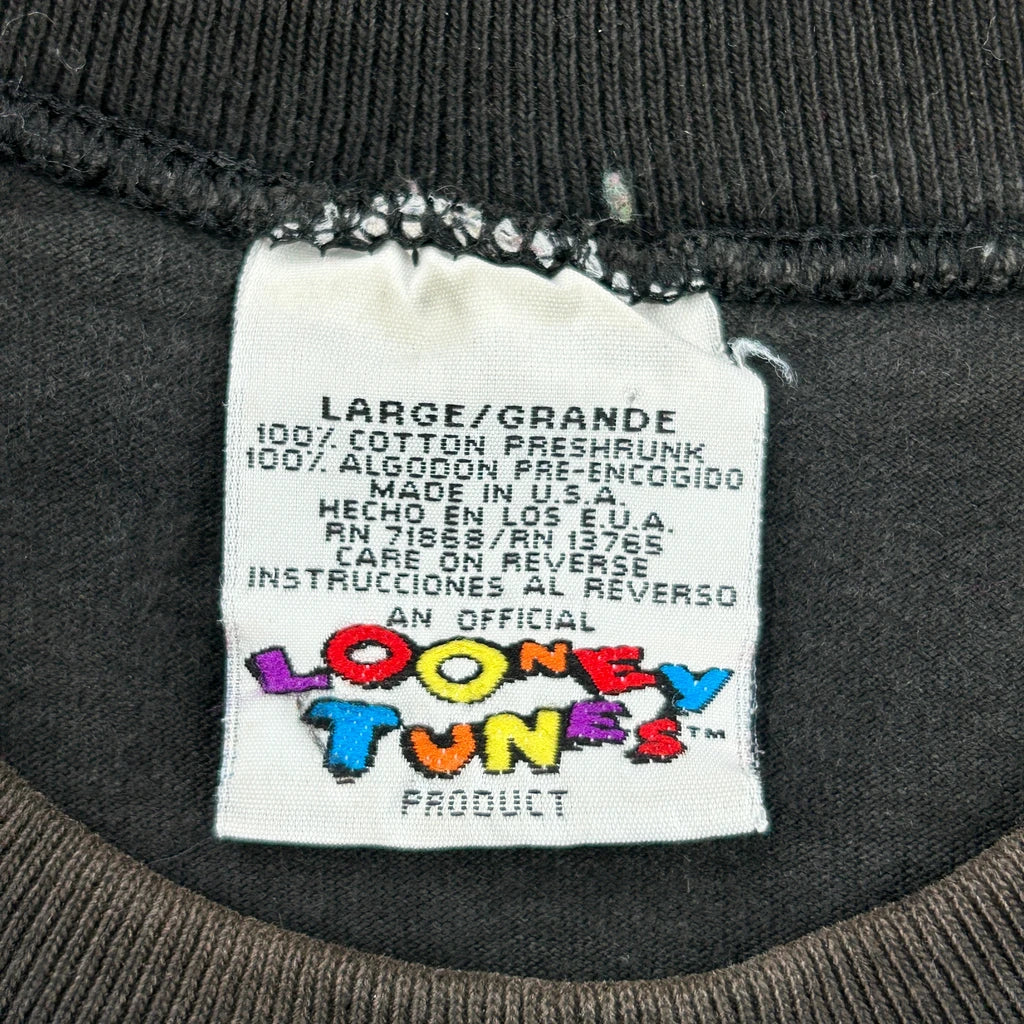 LARGE/GRANDE
100% COTTON PRESHRUNK
100% ALGODON PRE-ENCOGIDO
MADE IN U.S.A.
HECHO EN LOS E.U.A.
RN 71868/RN 13765
CARE ON REVERSE
INSTRUCCIONES AL REVERSO
AN OFFICIAL
LOONEY
TUNES™
PRODUCT